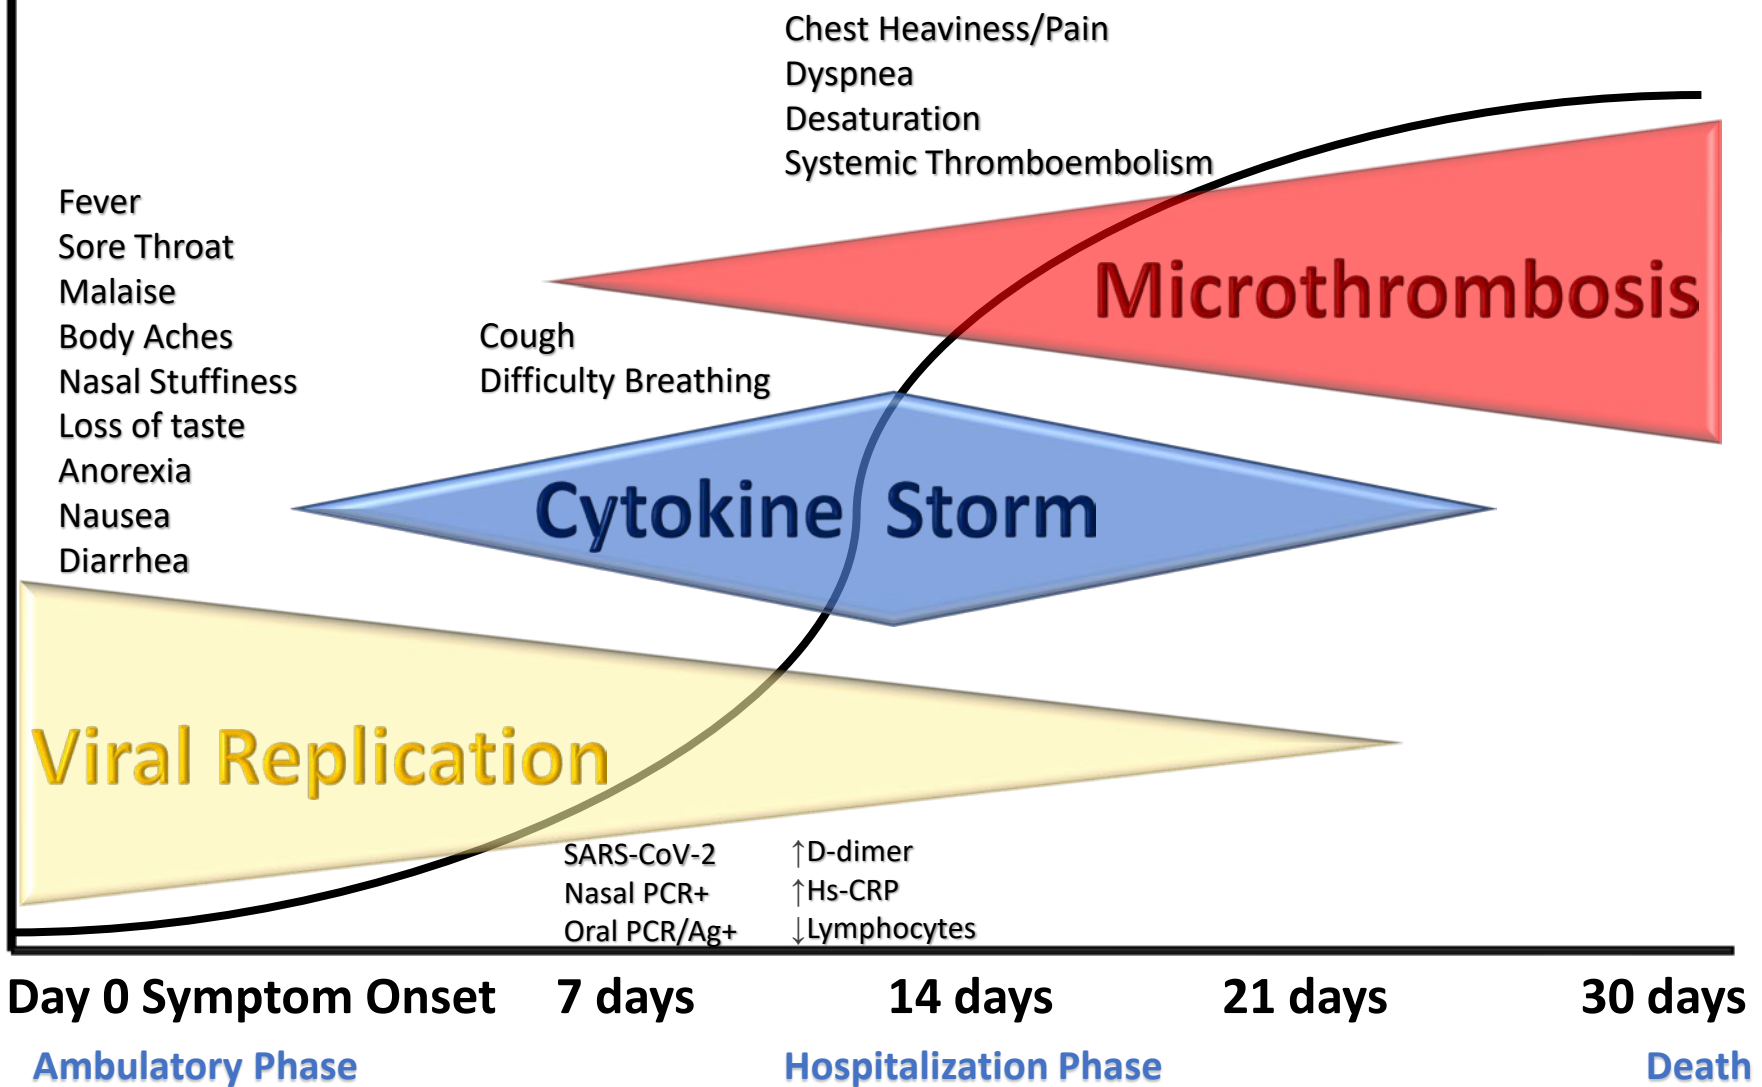 Chest Heaviness/Pain
Dyspnea
Desaturation
Systemic Thromboembolism
Fever
Sore Throat
Malaise
Body Aches
Nasal Stuffiness
Loss of taste
Anorexia
Nausea
Diarrhea
Cough
Difficulty Breathing
Microthrombosis
Cytokine Storm
Viral Replication
SARS-CoV-2
Nasal PCR+
Oral PCR/Ag+
↑D-dimer
↑Hs-CRP
↓Lymphocytes
Day 0 Symptom Onset 7 days 14 days 21 days 30 days
Ambulatory Phase Hospitalization Phase Death